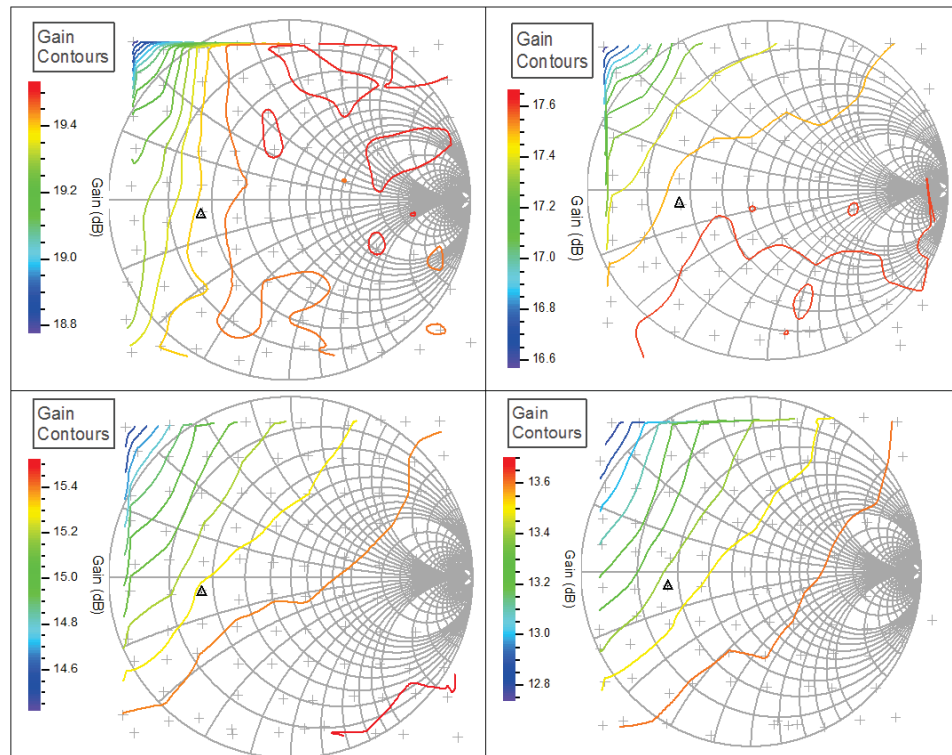 Gain
Contours
19.4
19.2
19.0
18.8
Gain (dB)
Gain
Contours
17.6
17.4
17.2
17.0
16.8
16.6
Gain (dB)
Gain
Contours
15.4
15.2
15.0
14.8
14.6
Gain (dB)
Gain
Contours
13.6
13.4
13.2
13.0
12.8
Gain (dB)